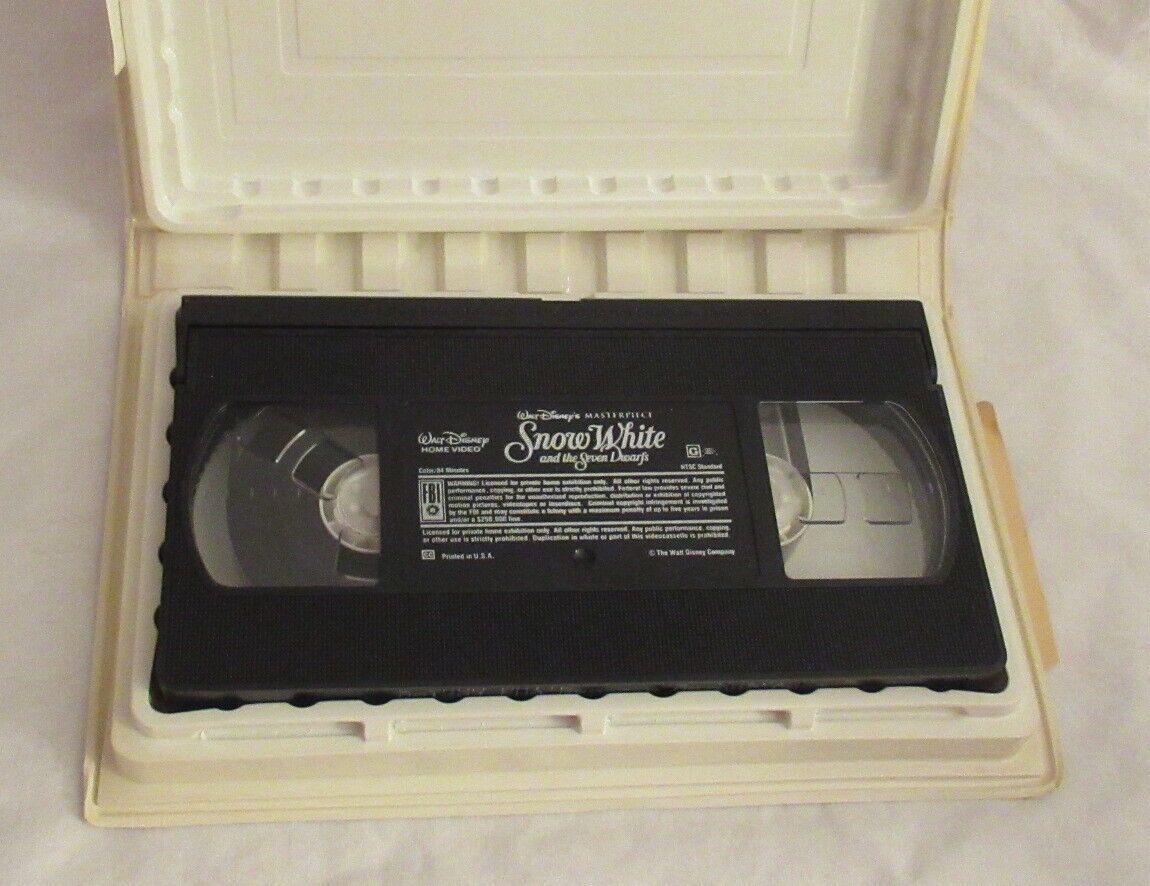 Walt Disney's MASTERPIECE
Walt Disney
HOME VIDEO
Snow White
and the Seven Dwarfs
G
Color/84 Minutes
NTSC Standard
FBI
WARNING! Licensed for private home exhibition only. All other rights reserved. Any public
performance, copying, or other use is strictly prohibited. Federal law provides severe civil and
criminal penalties for the unauthorized reproduction, distribution or exhibition of copyrighted
motion pictures, videotapes or videodiscs. Criminal copyright infringement is investigated
by the FBI and may constitute a felony with a maximum penalty of up to five years in prison
and/or a $250,000 fine.
Licensed for private home exhibition only. All other rights reserved. Any public performance, copying,
or other use is strictly prohibited. Duplication in whole or part of this videocassette is prohibited.
CC Printed in U.S.A.
© The Walt Disney Company